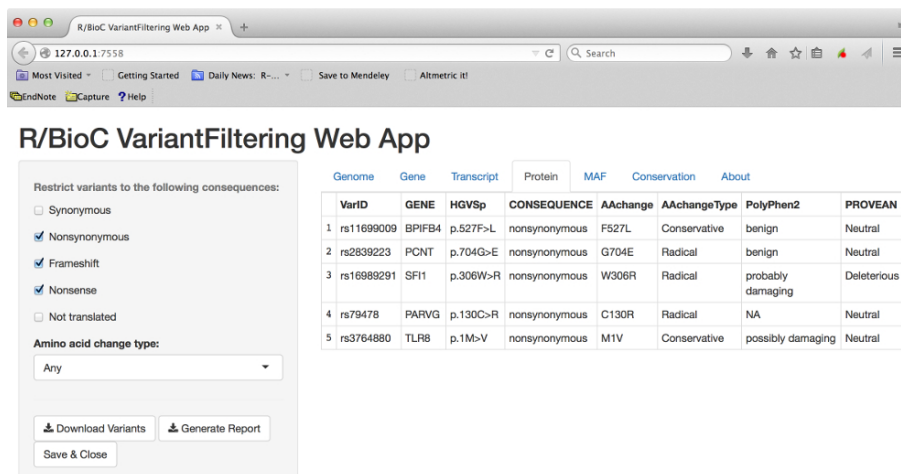 R/BioC VariantFiltering Web App × +
127.0.0.1:7558 Search
Most Visited Getting Started Daily News: R-... Save to Mendeley Altmetric it!
EndNote Capture ? Help
R/BioC VariantFiltering Web App
Restrict variants to the following consequences:
Synonymous
Nonsynonymous
Frameshift
Nonsense
Not translated
Amino acid change type:
Any
Download Variants Generate Report
Save & Close
Genome Gene Transcript Protein MAF Conservation About
VarID GENE HGVSp CONSEQUENCE AAchange AAchangeType PolyPhen2 PROVEAN
1 rs11699009 BPIFB4 p.527F>L nonsynonymous F527L Conservative benign Neutral
2 rs2839223 PCNT p.704G>E nonsynonymous G704E Radical benign Neutral
3 rs16989291 SFI1 p.306W>R nonsynonymous W306R Radical probably Deleterious
damaging
4 rs79478 PARVG p.130C>R nonsynonymous C130R Radical NA Neutral
5 rs3764880 TLR8 p.1M>V nonsynonymous M1V Conservative possibly damaging Neutral